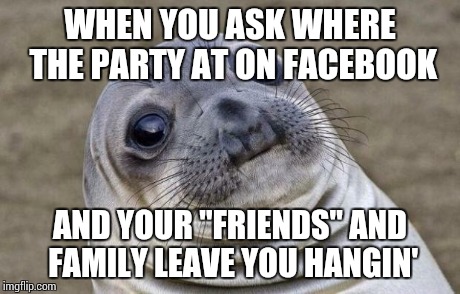 WHEN YOU ASK WHERE
THE PARTY AT ON FACEBOOK
AND YOUR "FRIENDS" AND
FAMILY LEAVE YOU HANGIN'
imgflip.com